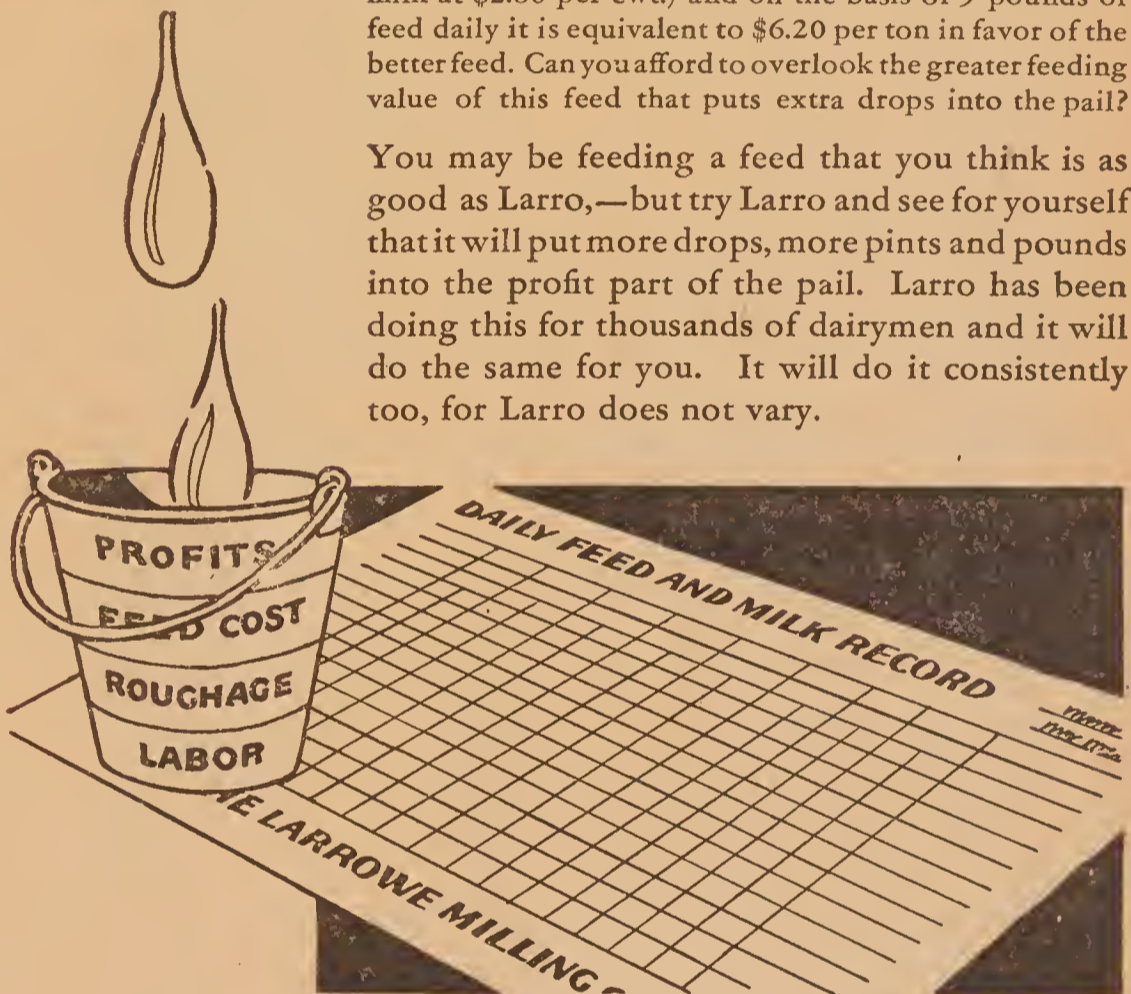 feed daily it is equivalent to $6.20 per ton in favor of the
better feed. Can you afford to overlook the greater feeding
value of this feed that puts extra drops into the pail?
You may be feeding a feed that you think is as
good as Larro,—but try Larro and see for yourself
that it will put more drops, more pints and pounds
into the profit part of the pail. Larro has been
doing this for thousands of dairymen and it will
do the same for you. It will do it consistently
too, for Larro does not vary.
PROFITS
FEED COST
ROUGHAGE
LABOR
DAILY FEED AND MILK RECORD
LARROWE MILLING